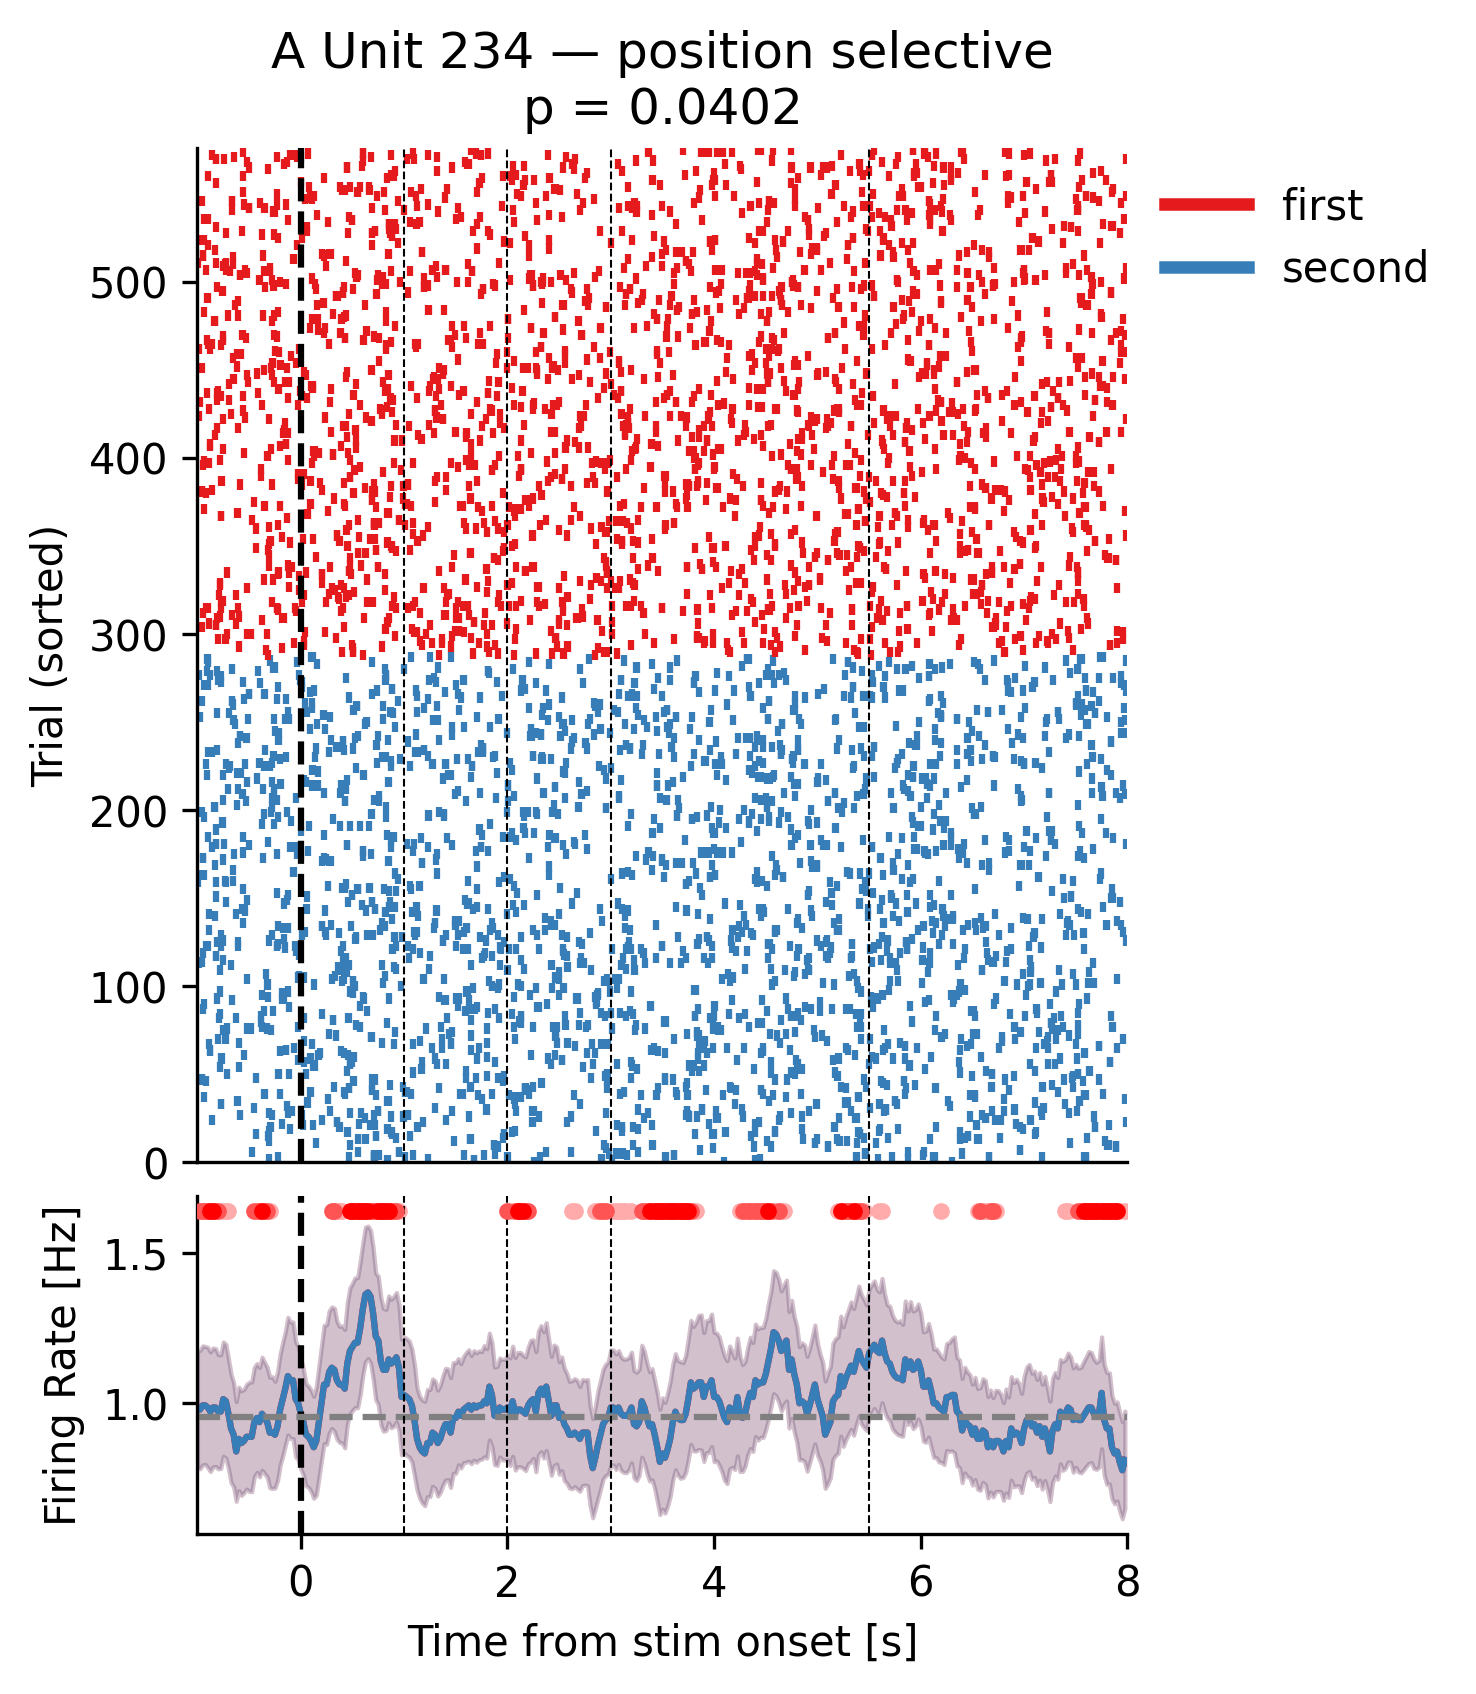 A Unit 234 — position selective
p = 0.0402
first
second
500
400
300
200
100
0
Trial (sorted)
1.5
1.0
Firing Rate [Hz]
0 2 4 6 8
Time from stim onset [s]